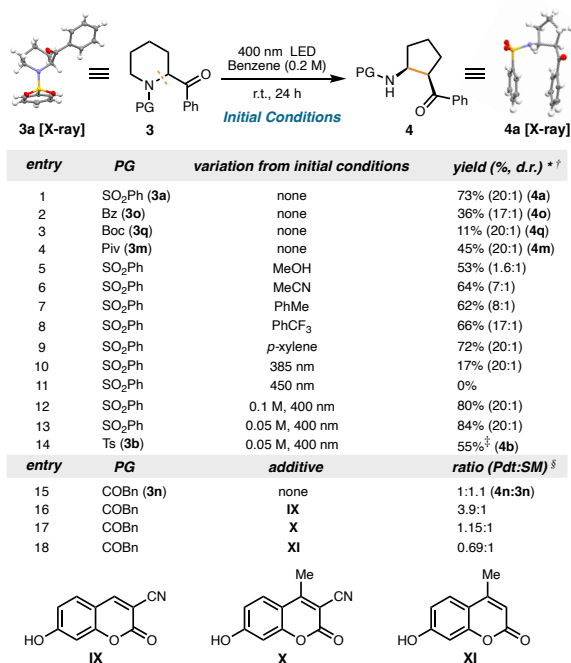 400 nm LED
Benzene (0.2 M)
r.t., 24 h
Initial Conditions
N
PG
O
Ph
PG
N
H
O
Ph
3a [X-ray]
3
4
4a [X-ray]
entry PG variation from initial conditions yield (%, d.r.) * †
1 SO2Ph (3a) none 73% (20:1) (4a)
2 Bz (3o) none 36% (17:1) (4o)
3 Boc (3q) none 11% (20:1) (4q)
4 Piv (3m) none 45% (20:1) (4m)
5 SO2Ph MeOH 53% (1.6:1)
6 SO2Ph MeCN 64% (7:1)
7 SO2Ph PhMe 62% (8:1)
8 SO2Ph PhCF3 66% (17:1)
9 SO2Ph p-xylene 72% (20:1)
10 SO2Ph 385 nm 17% (20:1)
11 SO2Ph 450 nm 0%
12 SO2Ph 0.1 M, 400 nm 80% (20:1)
13 SO2Ph 0.05 M, 400 nm 84% (20:1)
14 Ts (3b) 0.05 M, 400 nm 55%‡ (4b)
entry PG additive ratio (Pdt:SM) §
15 COBn (3n) none 1:1.1 (4n:3n)
16 COBn IX 3.9:1
17 COBn X 1.15:1
18 COBn XI 0.69:1
HO
O
O
CN
IX
Me
HO
O
O
CN
X
Me
HO
O
O
XI